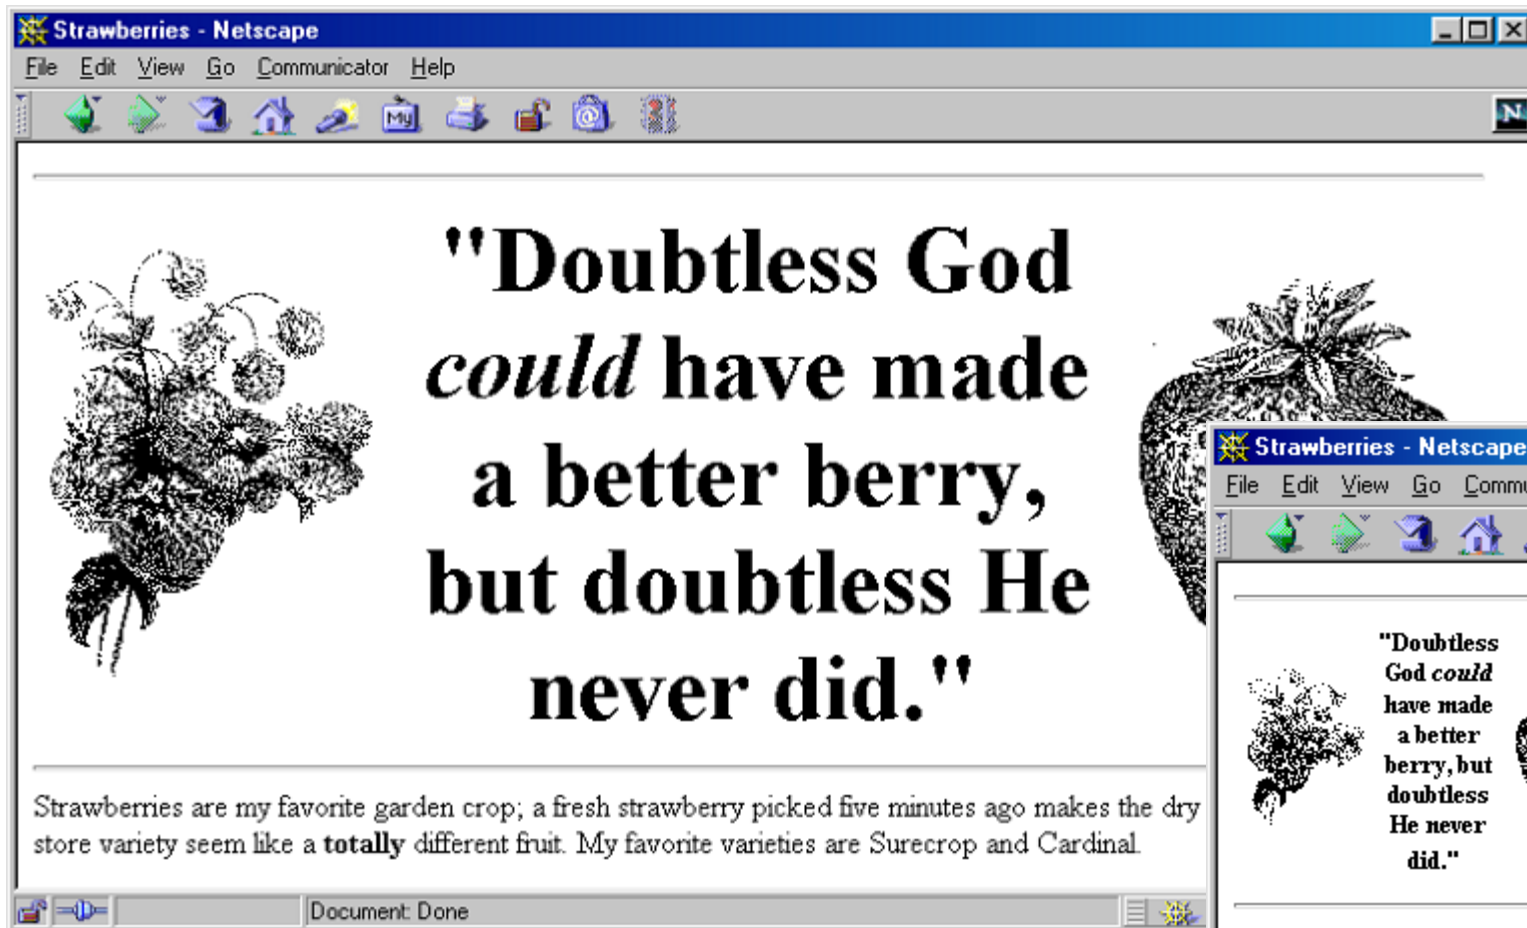 Strawberries - Netscape
File Edit View Go Communicator Help
My
N
"Doubtless God
could have made
a better berry,
but doubtless He
never did."
Strawberries are my favorite garden crop; a fresh strawberry picked five minutes ago makes the dry
store variety seem like a totally different fruit. My favorite varieties are Surecrop and Cardinal.
Document: Done
Strawberries - Netscape
File Edit View Go Commu
"Doubtless
God could
have made
a better
berry, but
doubtless
He never
did."